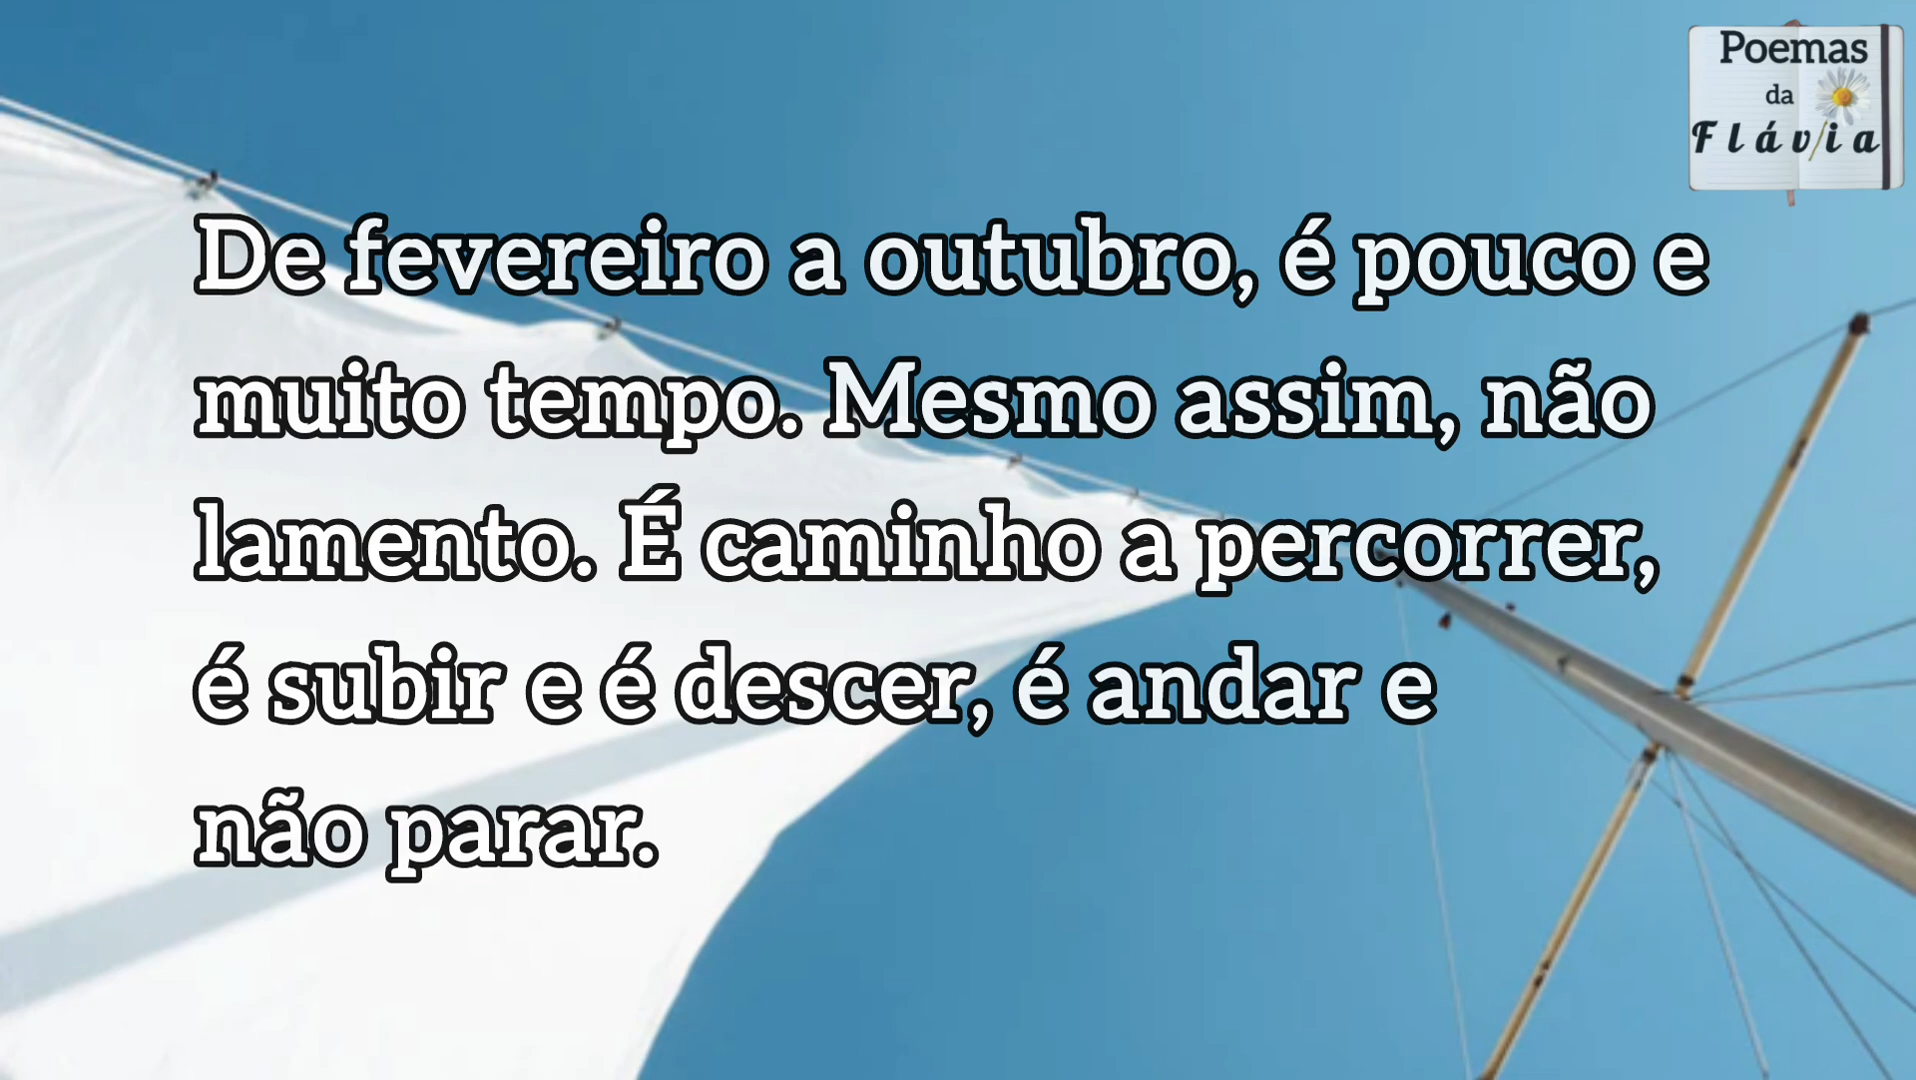 Poemas
da
Flávia
De fevereiro a outubro, é pouco e
muito tempo. Mesmo assim, não
lamento. É caminho a percorrer,
é subir e é descer, é andar e
não parar.